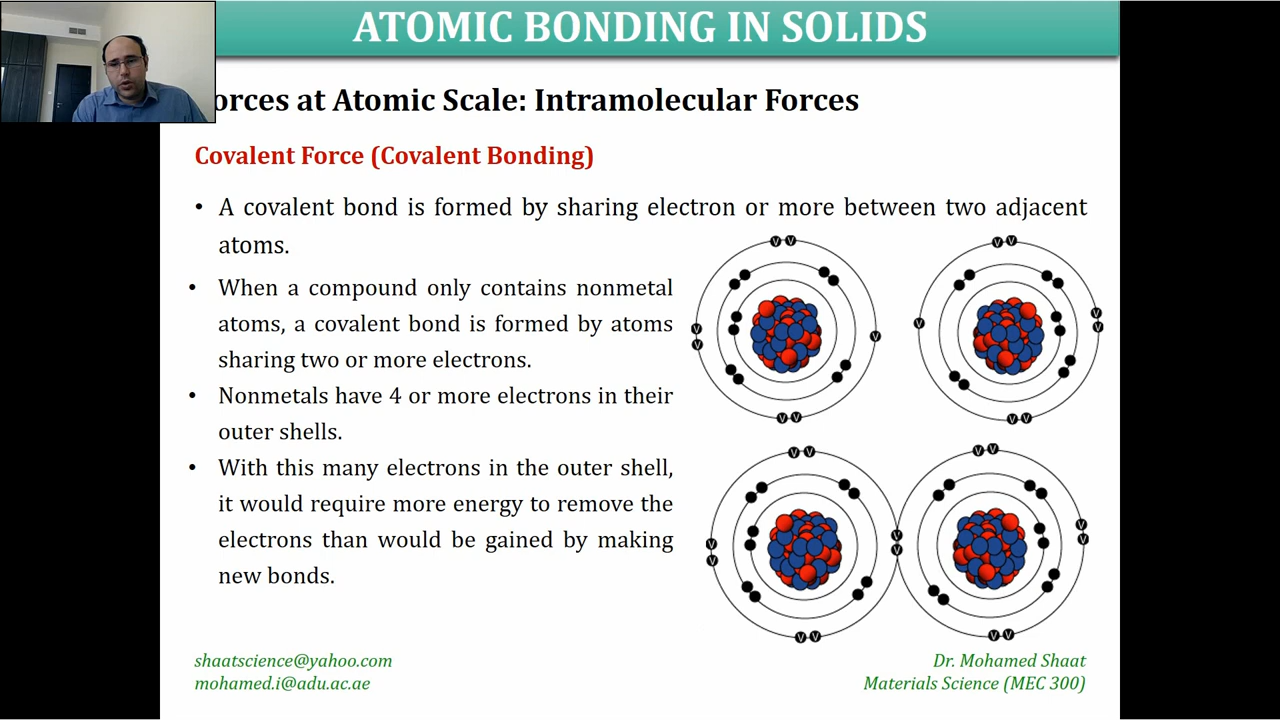 ATOMIC BONDING IN SOLIDS
orces at Atomic Scale: Intramolecular Forces
Covalent Force (Covalent Bonding)
• A covalent bond is formed by sharing electron or more between two adjacent
atoms.
• When a compound only contains nonmetal
atoms, a covalent bond is formed by atoms
sharing two or more electrons.
• Nonmetals have 4 or more electrons in their
outer shells.
• With this many electrons in the outer shell,
it would require more energy to remove the
electrons than would be gained by making
new bonds.
V V V V
V V V V V V
V V V V
V V V V
V V V V V V
V V V V
shaatscience@yahoo.com
mohamed.i@adu.ac.ae
Dr. Mohamed Shaat
Materials Science (MEC 300)